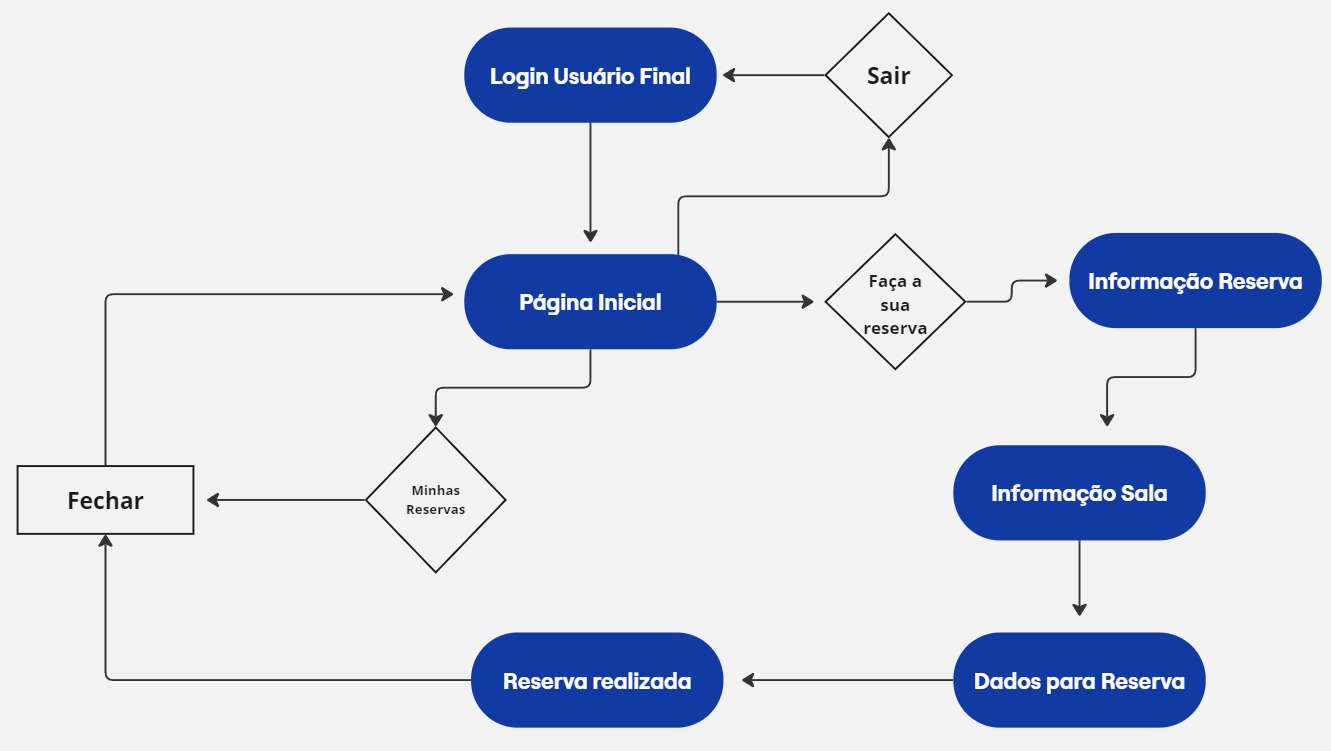 Login Usuário Final
Sair
Página Inicial
Faça a
sua
reserva
Informação Reserva
Fechar
Minhas
Reservas
Informação Sala
Reserva realizada
Dados para Reserva